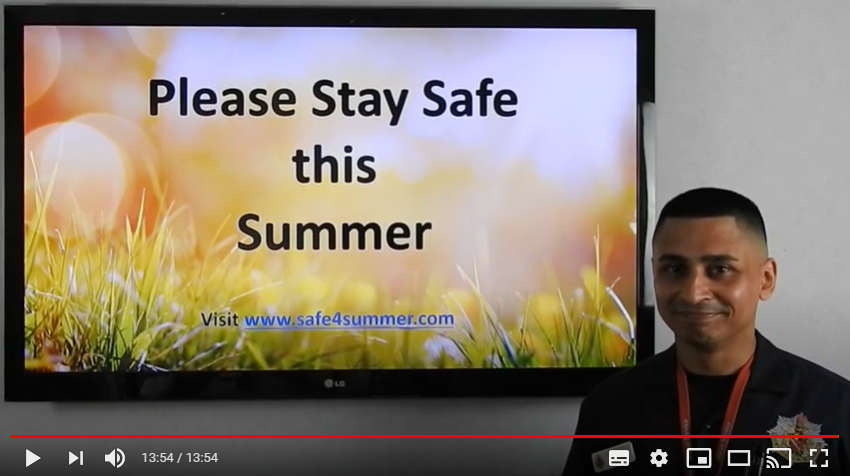 Please Stay Safe
this
Summer
Visit www.safe4summer.com
LG
13:54 / 13:54